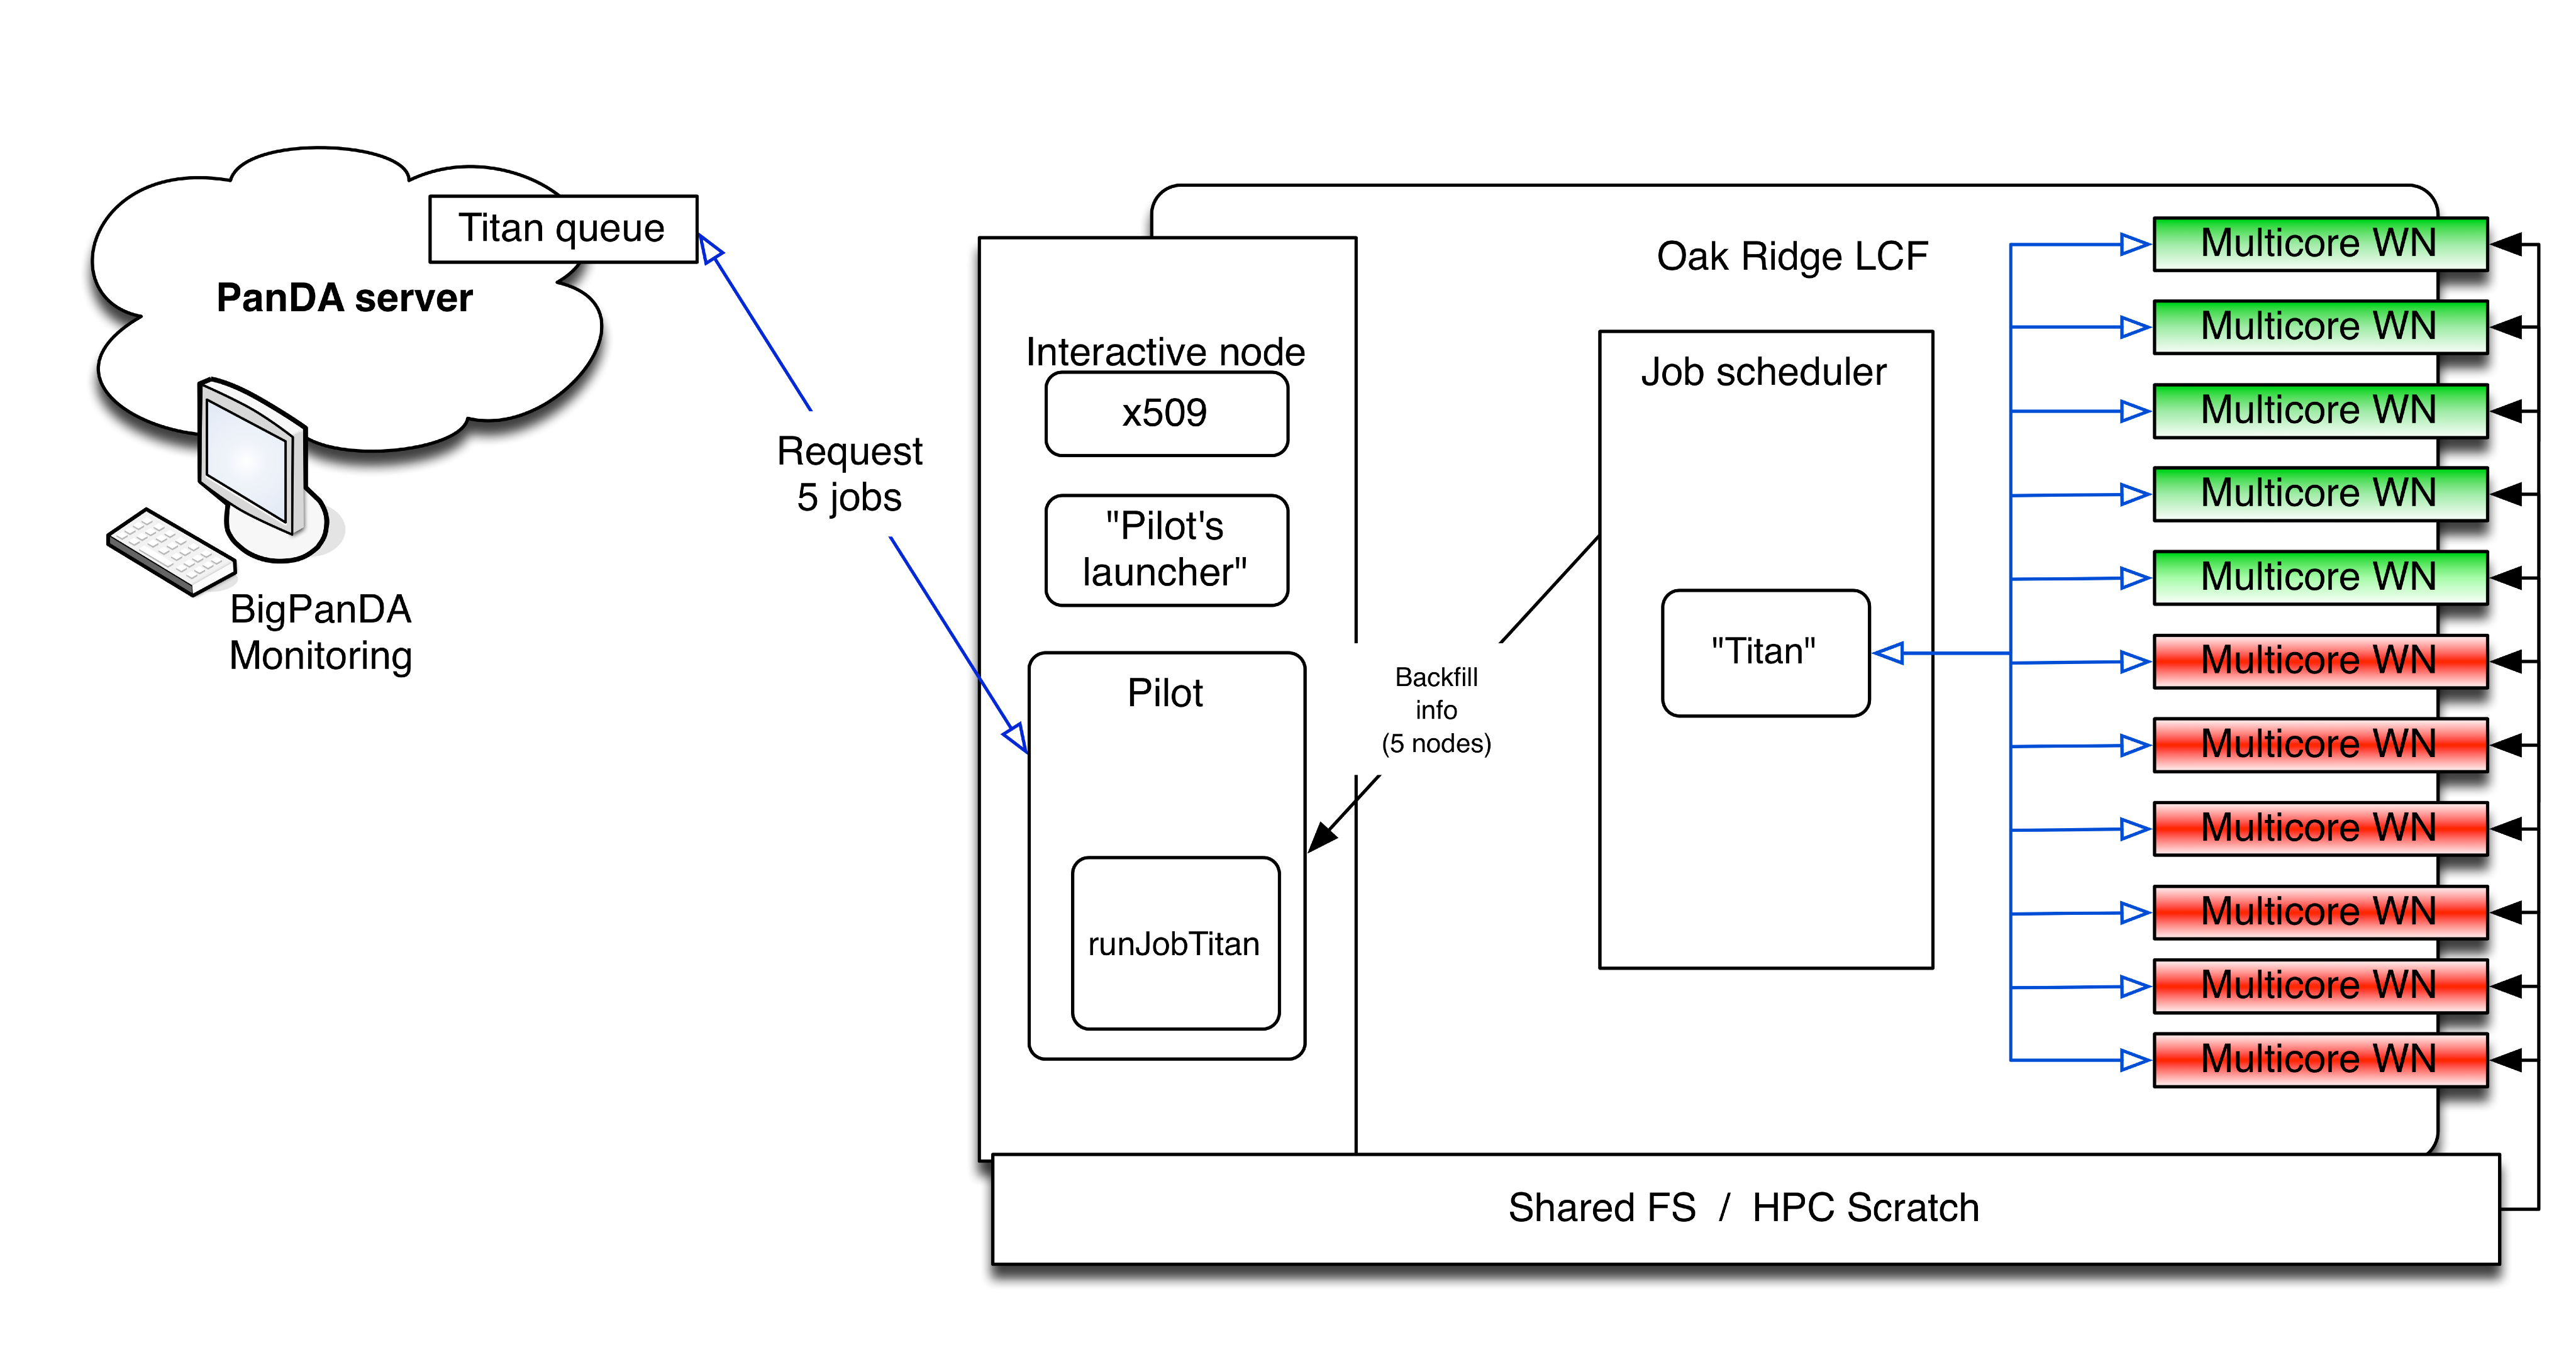 Titan queue
PanDA server
BigPanDA
Monitoring
Request
5 jobs
Interactive node
x509
"Pilot's
launcher"
Pilot
runJobTitan
Backfill
info
(5 nodes)
Oak Ridge LCF
Job scheduler
"Titan"
Multicore WN
Multicore WN
Multicore WN
Multicore WN
Multicore WN
Multicore WN
Multicore WN
Multicore WN
Multicore WN
Multicore WN
Multicore WN
Shared FS / HPC Scratch